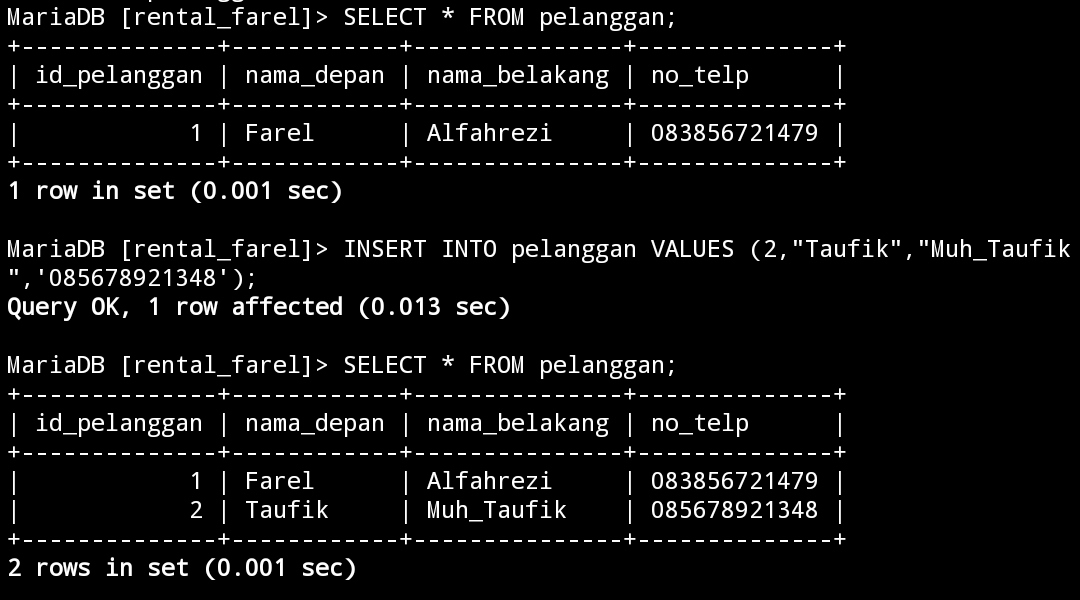 MariaDB [rental_farel]> SELECT * FROM pelanggan;
+--------------+------------+---------------+--------------+
| id_pelanggan | nama_depan | nama_belakang | no_telp      |
+--------------+------------+---------------+--------------+
|            1 | Farel      | Alfahrezi     | 083856721479 |
+--------------+------------+---------------+--------------+
1 row in set (0.001 sec)
MariaDB [rental_farel]> INSERT INTO pelanggan VALUES (2,"Taufik","Muh_Taufik
",'085678921348');
Query OK, 1 row affected (0.013 sec)
MariaDB [rental_farel]> SELECT * FROM pelanggan;
+--------------+------------+---------------+--------------+
| id_pelanggan | nama_depan | nama_belakang | no_telp      |
+--------------+------------+---------------+--------------+
|            1 | Farel      | Alfahrezi     | 083856721479 |
|            2 | Taufik     | Muh_Taufik    | 085678921348 |
+--------------+------------+---------------+--------------+
2 rows in set (0.001 sec)